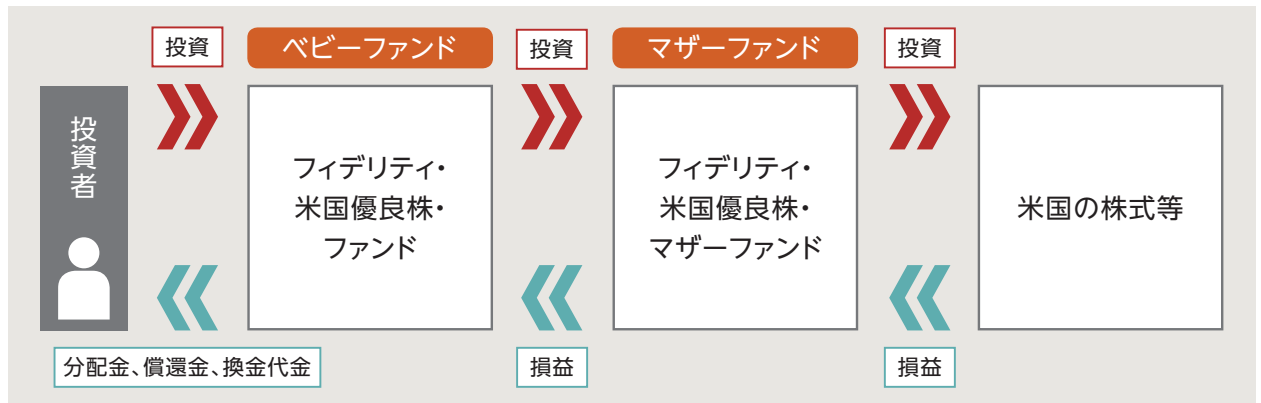 投資
ベビーファンド
投資
マザーファンド
投資
投資者
フィデリティ・
米国優良株・
ファンド
フィデリティ・
米国優良株・
マザーファンド
米国の株式等
分配金、償還金、換金代金
損益
損益